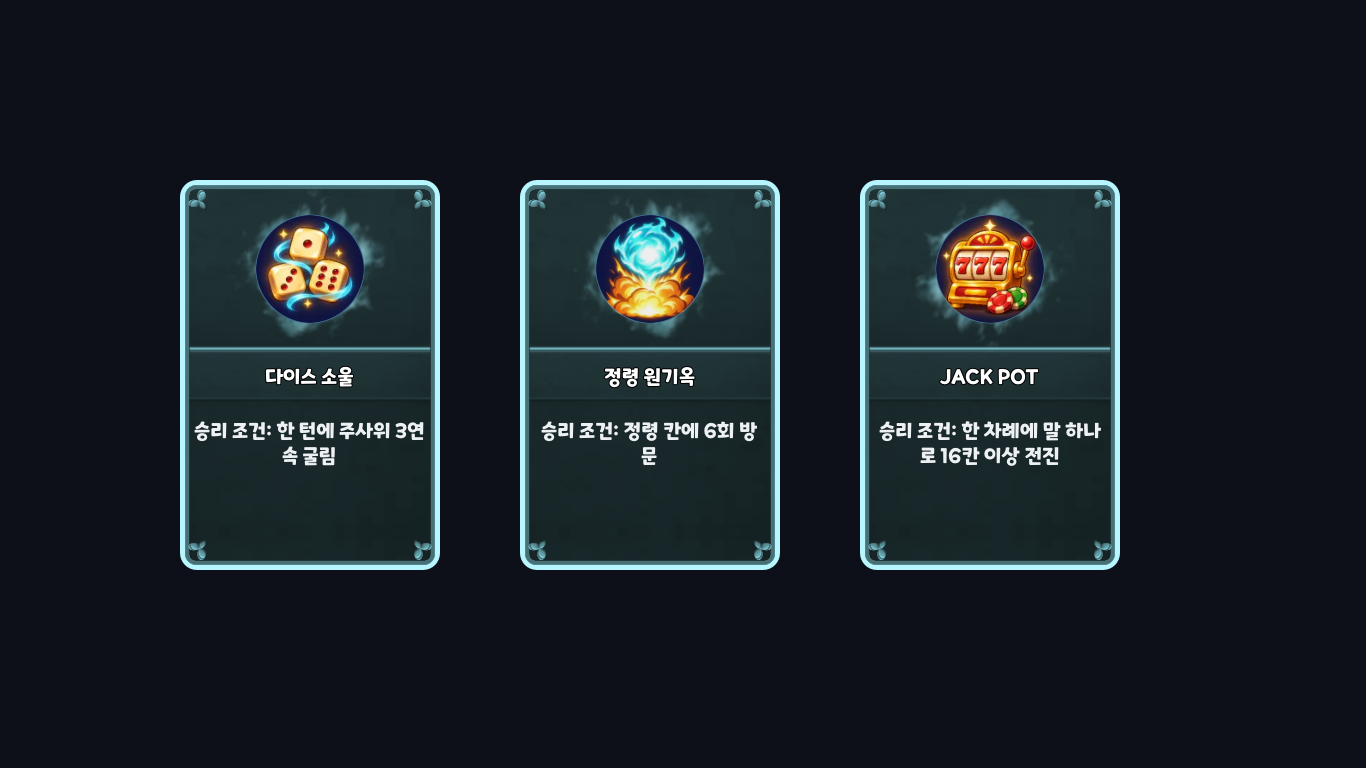 다이스 소울
승리 조건: 한 턴에 주사위 3연
속 굴림
정령 원기옥
승리 조건: 정령 칸에 6회 방
문
777
JACK POT
승리 조건: 한 차례에 말 하나
로 16칸 이상 전진